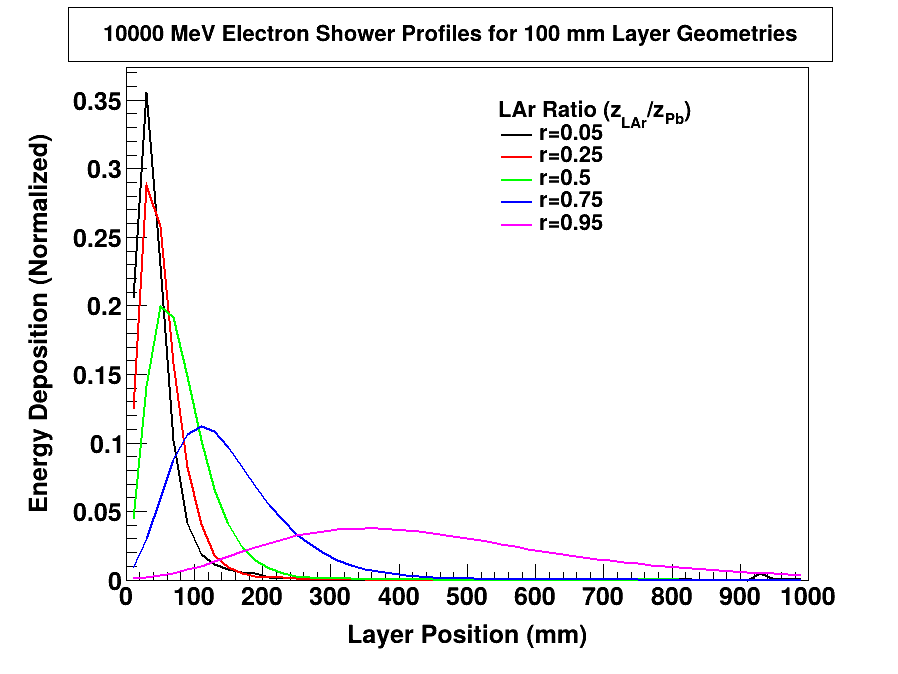 10000 MeV Electron Shower Profiles for 100 mm Layer Geometries
Energy Deposition (Normalized)
0.35
0.3
0.25
0.2
0.15
0.1
0.05
0
LAr Ratio (z_LAr/z_Pb)
r=0.05
r=0.25
r=0.5
r=0.75
r=0.95
0 100 200 300 400 500 600 700 800 900 1000
Layer Position (mm)